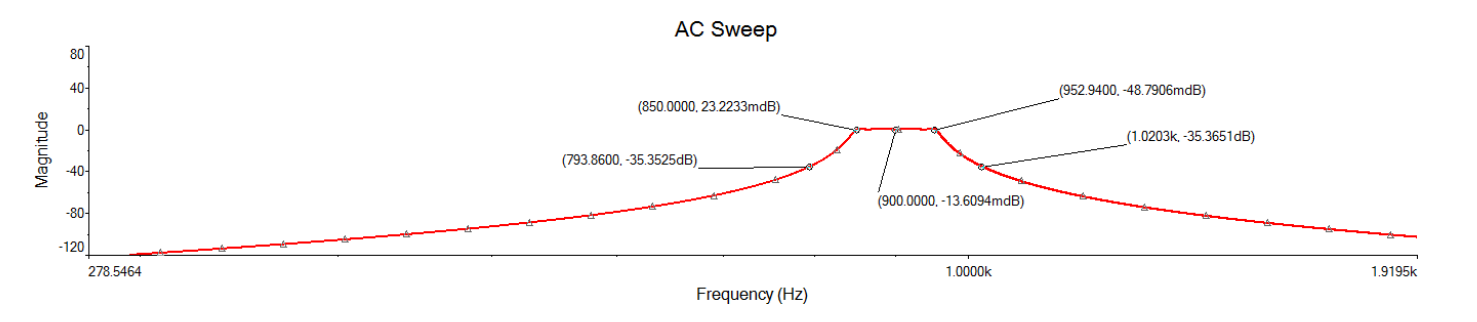 AC Sweep
80
40
0
-40
-80
-120
Magnitude
(850.0000, 23.2233mdB)
(952.9400, -48.7906mdB)
(793.8600, -35.3525dB)
(1.0203k, -35.3651dB)
(900.0000, -13.6094mdB)
278.5464
1.0000k
1.9195k
Frequency (Hz)